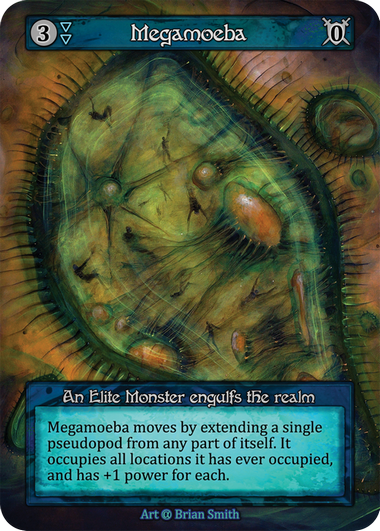 3 Megamoeba 0
An Elite Monster engulfs the realm
Megamoeba moves by extending a single
pseudopod from any part of itself. It
occupies all locations it has ever occupied,
and has +1 power for each.
Art @ Brian Smith